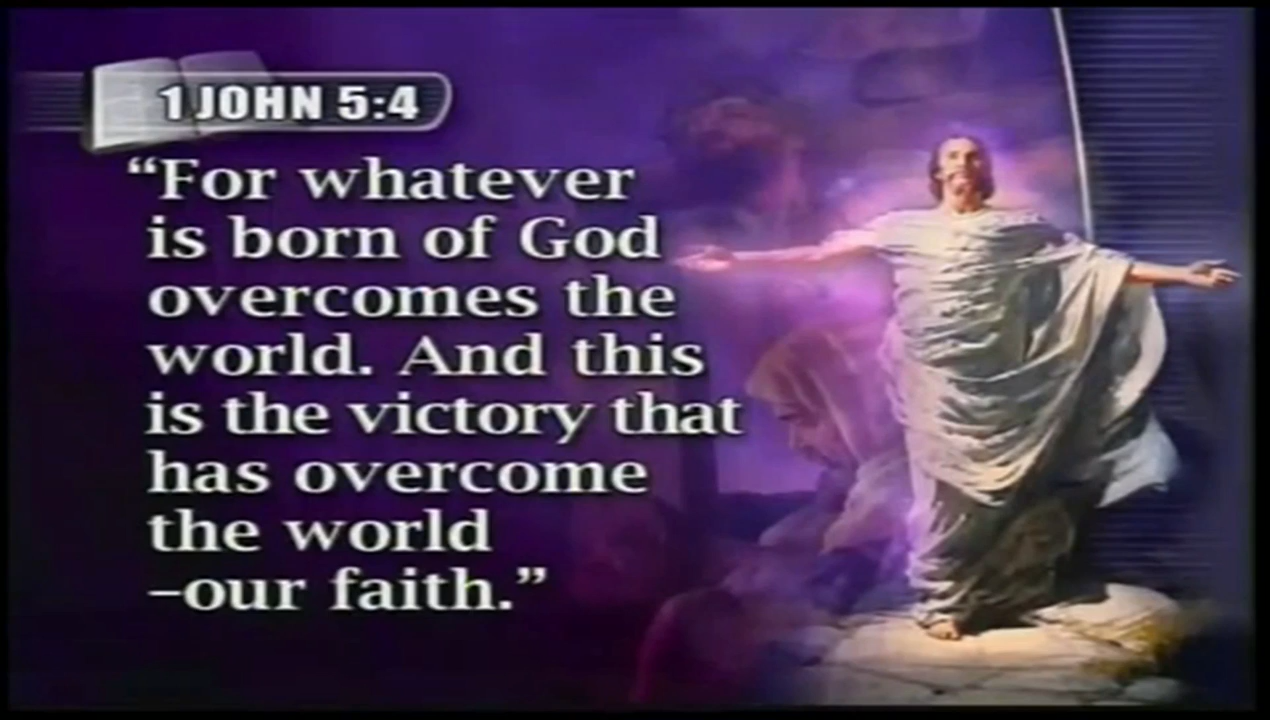 1 JOHN 5:4
“For whatever
is born of God
overcomes the
world. And this
is the victory that
has overcome
the world
–our faith.”